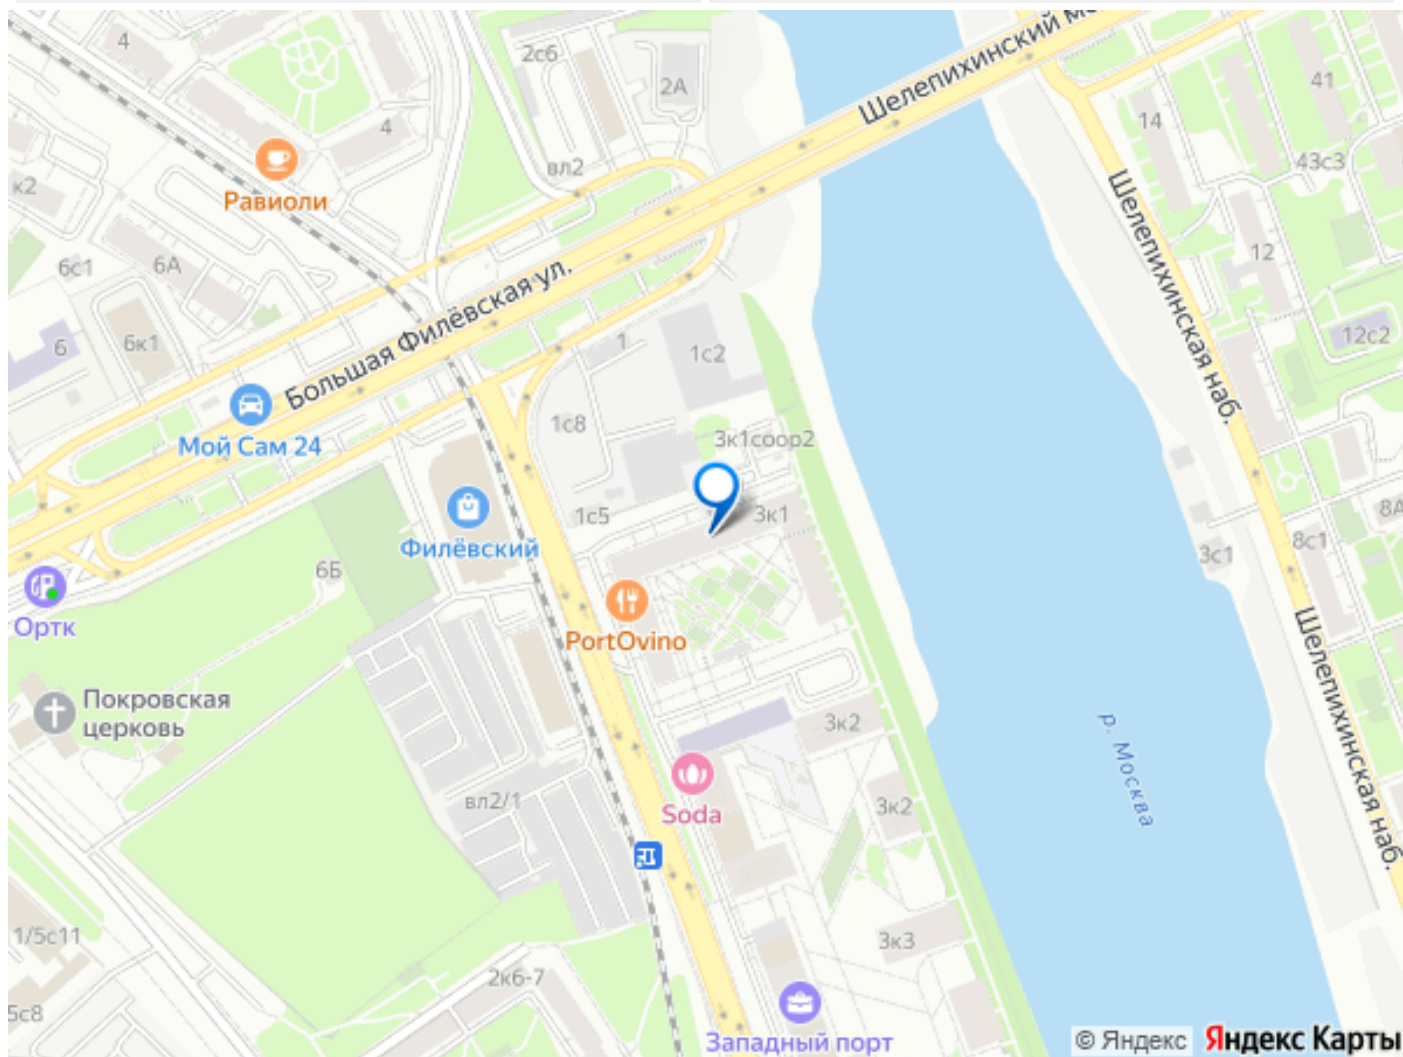 4
2с6
2А
Шелепихинский мо
41
14
4
вл2
43с3
к2
Равиоли
Шелепихинская наб.
6с1
6А
12
Большая Филёвская ул.
6
6к1
1
1с2
12с2
Мой Сам 24
1с8
3к1соор2
Филёвский
1с5
3к1
8А
8с1
3с1
6Б
Ортк
PortOvino
Шелепихинская наб.
Покровская
церковь
3к2
р. Москва
вл2/1
Soda
3к2
1/5с11
3к3
2к6-7
5с8
Западный порт
© Яндекс
Яндекс Карты